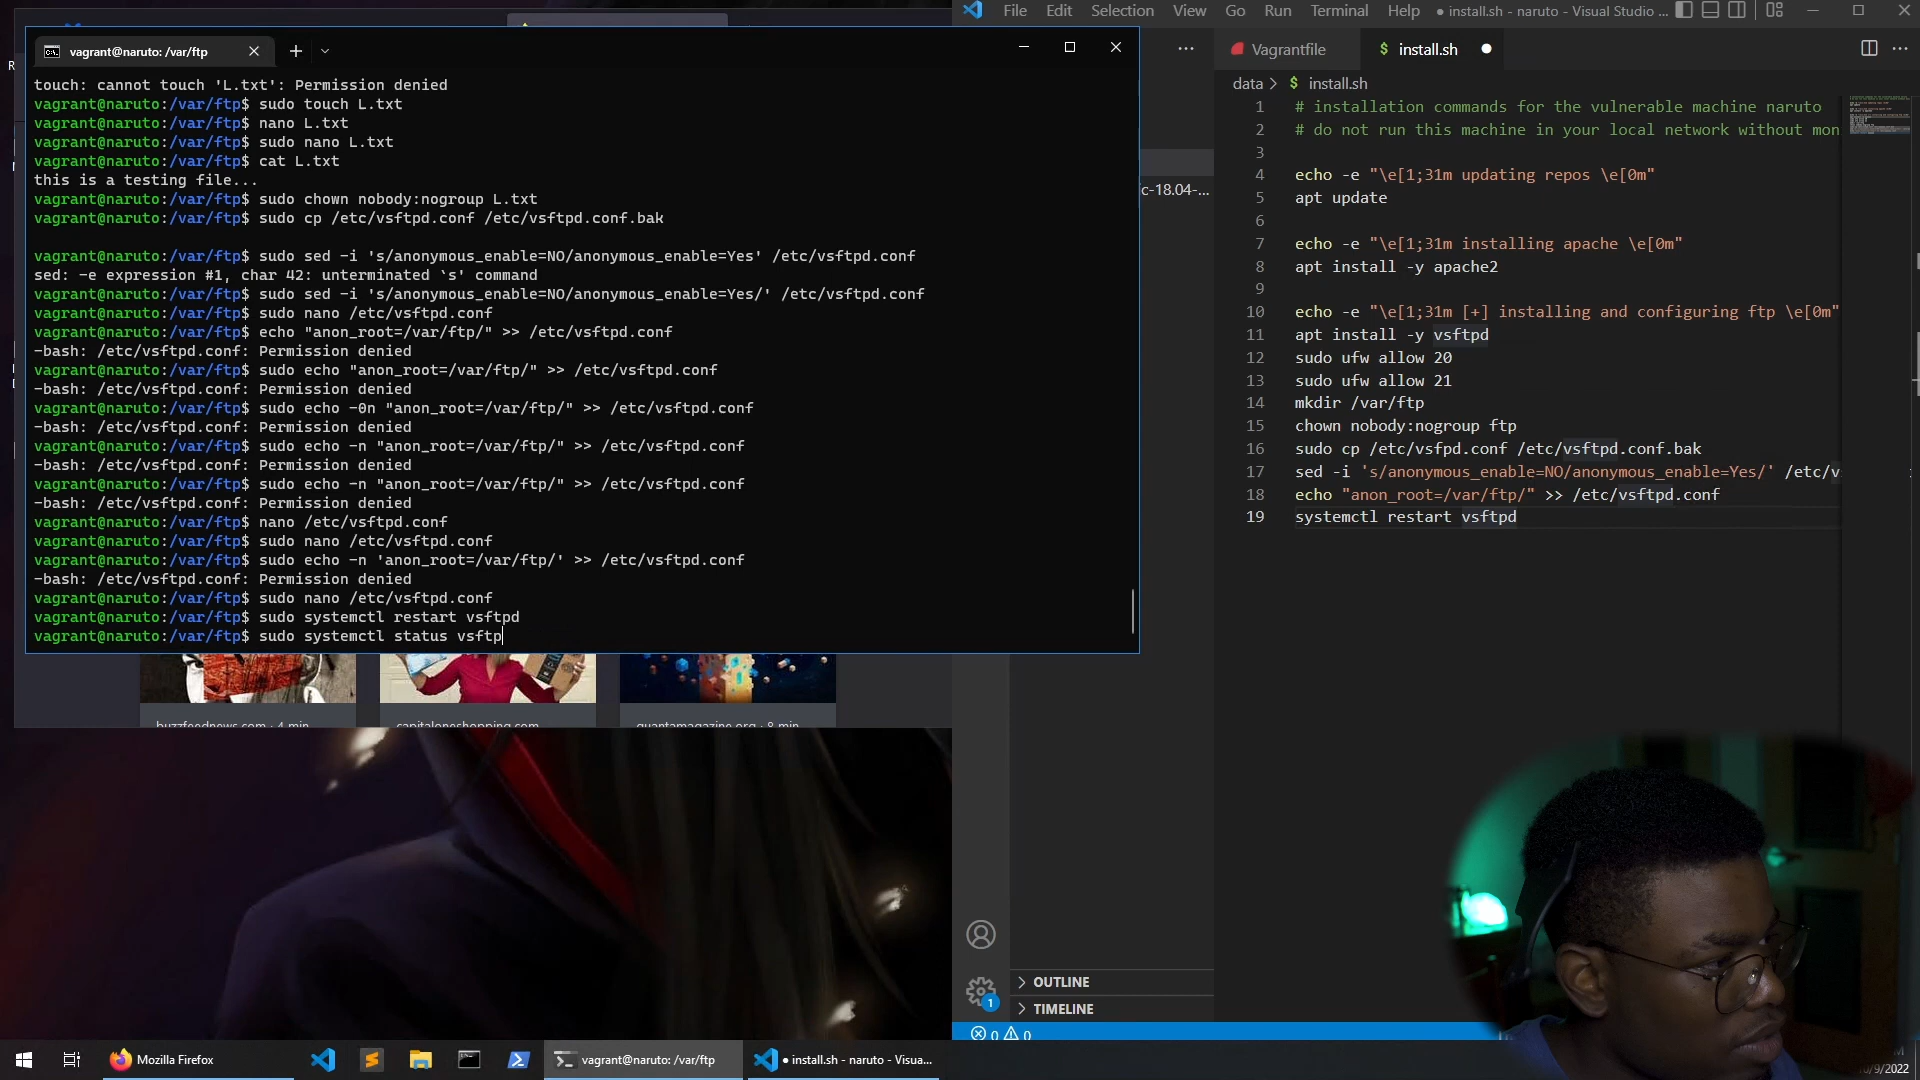 vagrant@naruto: /var/ftp
touch: cannot touch 'L.txt': Permission denied
vagrant@naruto:/var/ftp$ sudo touch L.txt
vagrant@naruto:/var/ftp$ nano L.txt
vagrant@naruto:/var/ftp$ sudo nano L.txt
vagrant@naruto:/var/ftp$ cat L.txt
this is a testing file...
vagrant@naruto:/var/ftp$ sudo chown nobody:nogroup L.txt
vagrant@naruto:/var/ftp$ sudo cp /etc/vsftpd.conf /etc/vsftpd.conf.bak
vagrant@naruto:/var/ftp$ sudo sed -i 's/anonymous_enable=NO/anonymous_enable=Yes' /etc/vsftpd.conf
sed: -e expression #1, char 42: unterminated `s' command
vagrant@naruto:/var/ftp$ sudo sed -i 's/anonymous_enable=NO/anonymous_enable=Yes/' /etc/vsftpd.conf
vagrant@naruto:/var/ftp$ sudo nano /etc/vsftpd.conf
vagrant@naruto:/var/ftp$ echo "anon_root=/var/ftp/" >> /etc/vsftpd.conf
-bash: /etc/vsftpd.conf: Permission denied
vagrant@naruto:/var/ftp$ sudo echo "anon_root=/var/ftp/" >> /etc/vsftpd.conf
-bash: /etc/vsftpd.conf: Permission denied
vagrant@naruto:/var/ftp$ sudo echo -0n "anon_root=/var/ftp/" >> /etc/vsftpd.conf
-bash: /etc/vsftpd.conf: Permission denied
vagrant@naruto:/var/ftp$ sudo echo -n "anon_root=/var/ftp/" >> /etc/vsftpd.conf
-bash: /etc/vsftpd.conf: Permission denied
vagrant@naruto:/var/ftp$ sudo echo -n "anon_root=/var/ftp/" >> /etc/vsftpd.conf
-bash: /etc/vsftpd.conf: Permission denied
vagrant@naruto:/var/ftp$ nano /etc/vsftpd.conf
vagrant@naruto:/var/ftp$ sudo nano /etc/vsftpd.conf
vagrant@naruto:/var/ftp$ sudo echo -n 'anon_root=/var/ftp/' >> /etc/vsftpd.conf
-bash: /etc/vsftpd.conf: Permission denied
vagrant@naruto:/var/ftp$ sudo nano /etc/vsftpd.conf
vagrant@naruto:/var/ftp$ sudo systemctl restart vsftpd
vagrant@naruto:/var/ftp$ sudo systemctl status vsftp
buzzfeednews.com · 4 min
capitaloneshopping.com
quantamagazine.org · 8 min
File Edit Selection View Go Run Terminal Help ● install.sh - naruto - Visual Studio ...
Vagrantfile
$ install.sh
data > $ install.sh
c-18.04-...
1 # installation commands for the vulnerable machine naruto
2 # do not run this machine in your local network without mon
3
4 echo -e "\e[1;31m updating repos \e[0m"
5 apt update
6
7 echo -e "\e[1;31m installing apache \e[0m"
8 apt install -y apache2
9
10 echo -e "\e[1;31m [+] installing and configuring ftp \e[0m"
11 apt install -y vsftpd
12 sudo ufw allow 20
13 sudo ufw allow 21
14 mkdir /var/ftp
15 chown nobody:nogroup ftp
16 sudo cp /etc/vsfpd.conf /etc/vsftpd.conf.bak
17 sed -i 's/anonymous_enable=NO/anonymous_enable=Yes/' /etc/v
18 echo "anon_root=/var/ftp/" >> /etc/vsftpd.conf
19 systemctl restart vsftpd
1
OUTLINE
TIMELINE
0 0
Mozilla Firefox
vagrant@naruto: /var/ftp
● install.sh - naruto - Visua...